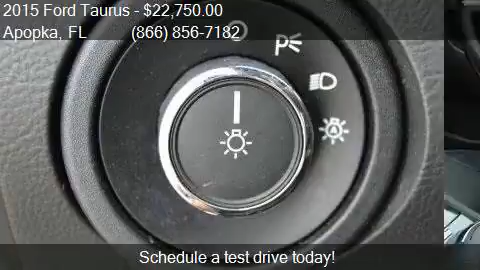 2015 Ford Taurus - $22,750.00
Apopka, FL (866) 856-7182
A
Schedule a test drive today!